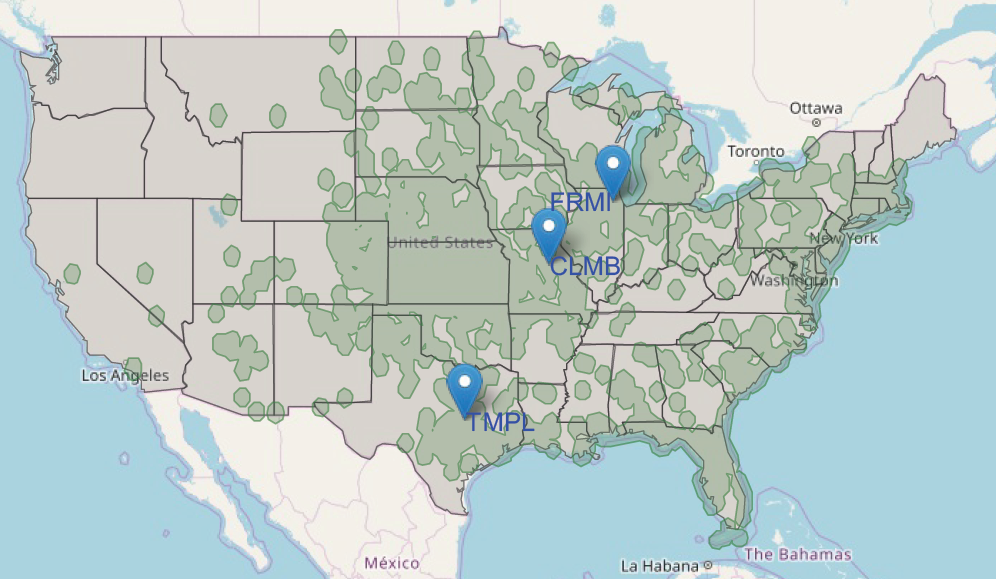 Ottawa
Toronto
FRMI
New York
United States
CLMB
Washington
Los Angeles
TMPL
The Bahamas
México
La Habana